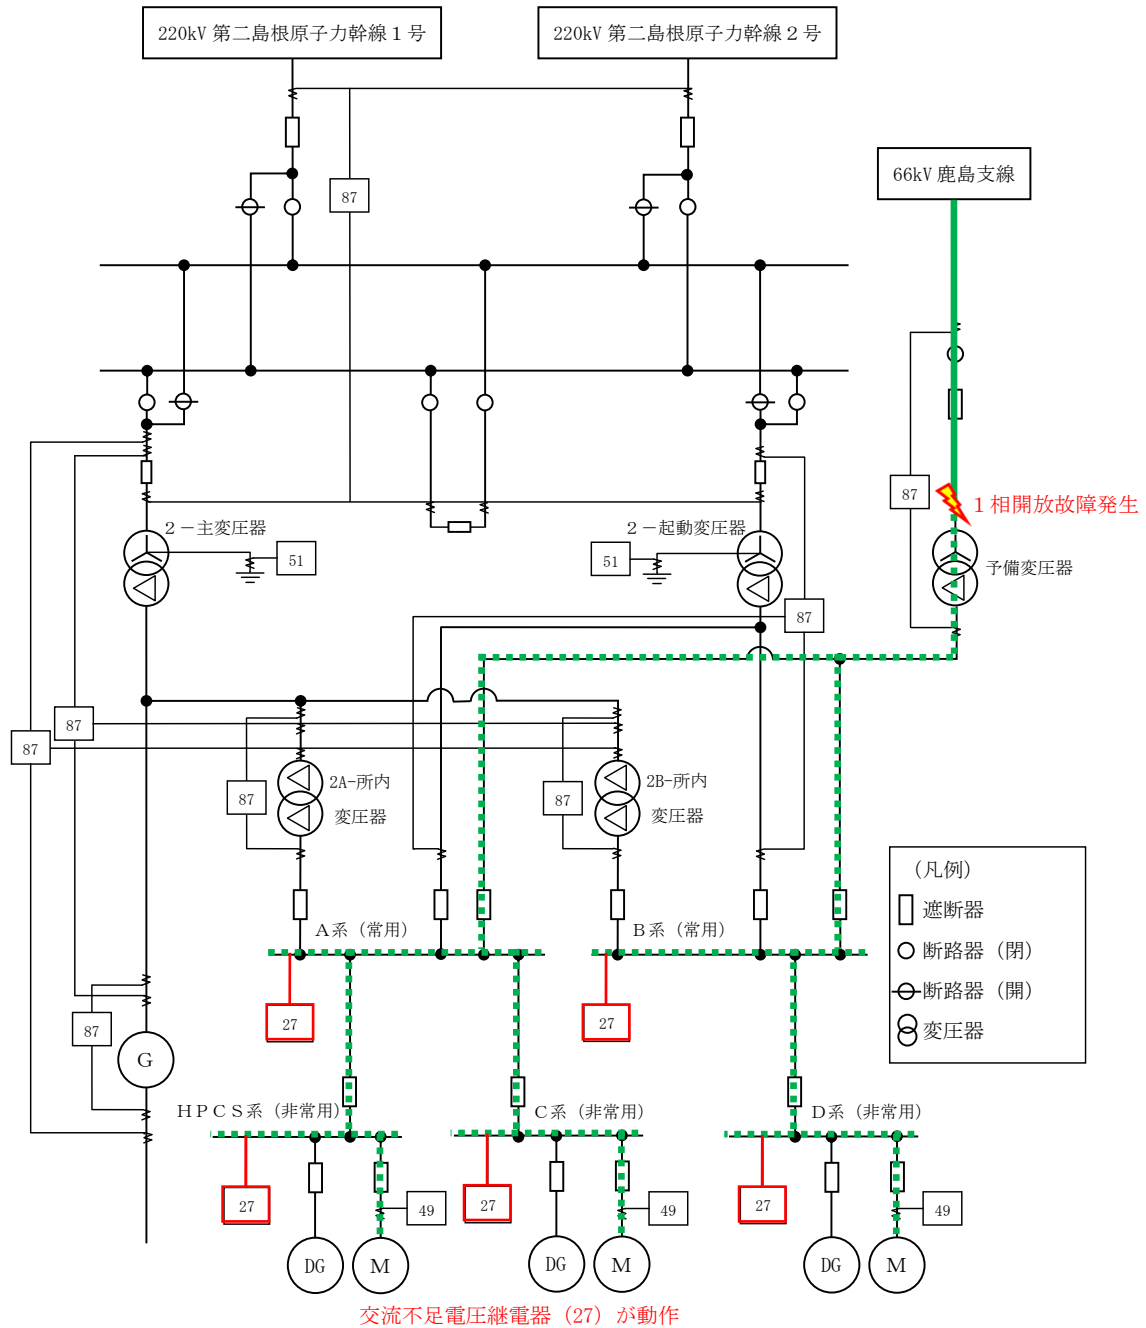 220kV 第二島根原子力幹線１号
220kV 第二島根原子力幹線２号
66kV 鹿島支線
87
87
１相開放故障発生
２－主変圧器
51
２－起動変圧器
51
予備変圧器
87
87
87
2A-所内
変圧器
87
2B-所内
変圧器
87
(凡例)
遮断器
断路器（閉）
断路器（開）
変圧器
A系（常用）
B系（常用）
27
27
87
G
HPCS系（非常用）
C系（非常用）
D系（非常用）
27
49
27
49
27
49
DG
M
DG
M
DG
M
交流不足電圧継電器（27）が動作